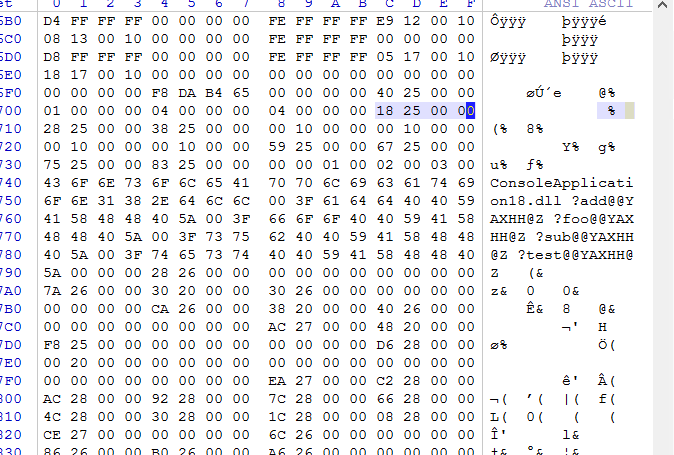 et 0 1 2 3 4 5 6 7 8 9 A B C D E F ANSI ASCII
5B0 D4 FF FF FF 00 00 00 00 FE FF FF FF E9 12 00 10 Ôÿÿÿ þÿÿÿé
5C0 08 13 00 10 00 00 00 00 FE FF FF FF 00 00 00 00 þÿÿÿ
5D0 D8 FF FF FF 00 00 00 00 FE FF FF FF 05 17 00 10 Øÿÿÿ þÿÿÿ
5E0 18 17 00 10 00 00 00 00 00 00 00 00 00 00 00 00
5F0 00 00 00 00 F8 DA B4 65 00 00 00 00 40 25 00 00 øÚ´e @%
700 01 00 00 00 04 00 00 00 04 00 00 00 18 25 00 00 %
710 28 25 00 00 38 25 00 00 00 10 00 00 00 10 00 00 (% 8%
720 00 10 00 00 00 10 00 00 59 25 00 00 67 25 00 00 Y% g%
730 75 25 00 00 83 25 00 00 00 00 01 00 02 00 03 00 u% ƒ%
740 43 6F 6E 73 6F 6C 65 41 70 70 6C 69 63 61 74 69 ConsoleApplicati
750 6F 6E 31 38 2E 64 6C 6C 00 3F 61 64 64 40 40 59 on18.dll ?add@@Y
760 41 58 48 48 40 5A 00 3F 66 6F 6F 40 40 59 41 58 AXHH@Z ?foo@@YAX
770 48 48 40 5A 00 3F 73 75 62 40 40 59 41 58 48 48 HH@Z ?sub@@YAXHH
780 40 5A 00 3F 74 65 73 74 40 40 59 41 58 48 48 40 @Z ?test@@YAXHH@
790 5A 00 00 00 28 26 00 00 00 00 00 00 00 00 00 00 Z (&
7A0 7A 26 00 00 30 20 00 00 30 26 00 00 00 00 00 00 z& 0 0&
7B0 00 00 00 00 CA 26 00 00 38 20 00 00 40 26 00 00 Ê& 8 @&
7C0 00 00 00 00 00 00 00 00 AC 27 00 00 48 20 00 00 ¬' H
7D0 F8 25 00 00 00 00 00 00 00 00 00 00 D6 28 00 00 ø% Ö(
7E0 00 20 00 00 00 00 00 00 00 00 00 00 00 00 00 00
7F0 00 00 00 00 00 00 00 00 EA 27 00 00 C2 28 00 00 ê' Â(
800 AC 28 00 00 92 28 00 00 7C 28 00 00 66 28 00 00 ¬( ’( |( f(
810 4C 28 00 00 30 28 00 00 1C 28 00 00 08 28 00 00 L( 0( ( (
820 CE 27 00 00 00 00 00 00 6C 26 00 00 00 00 00 00 Î' l&
830 86 26 00 00 B0 26 00 00 A6 26 00 00 00 00 00 00 †& °& ¦&